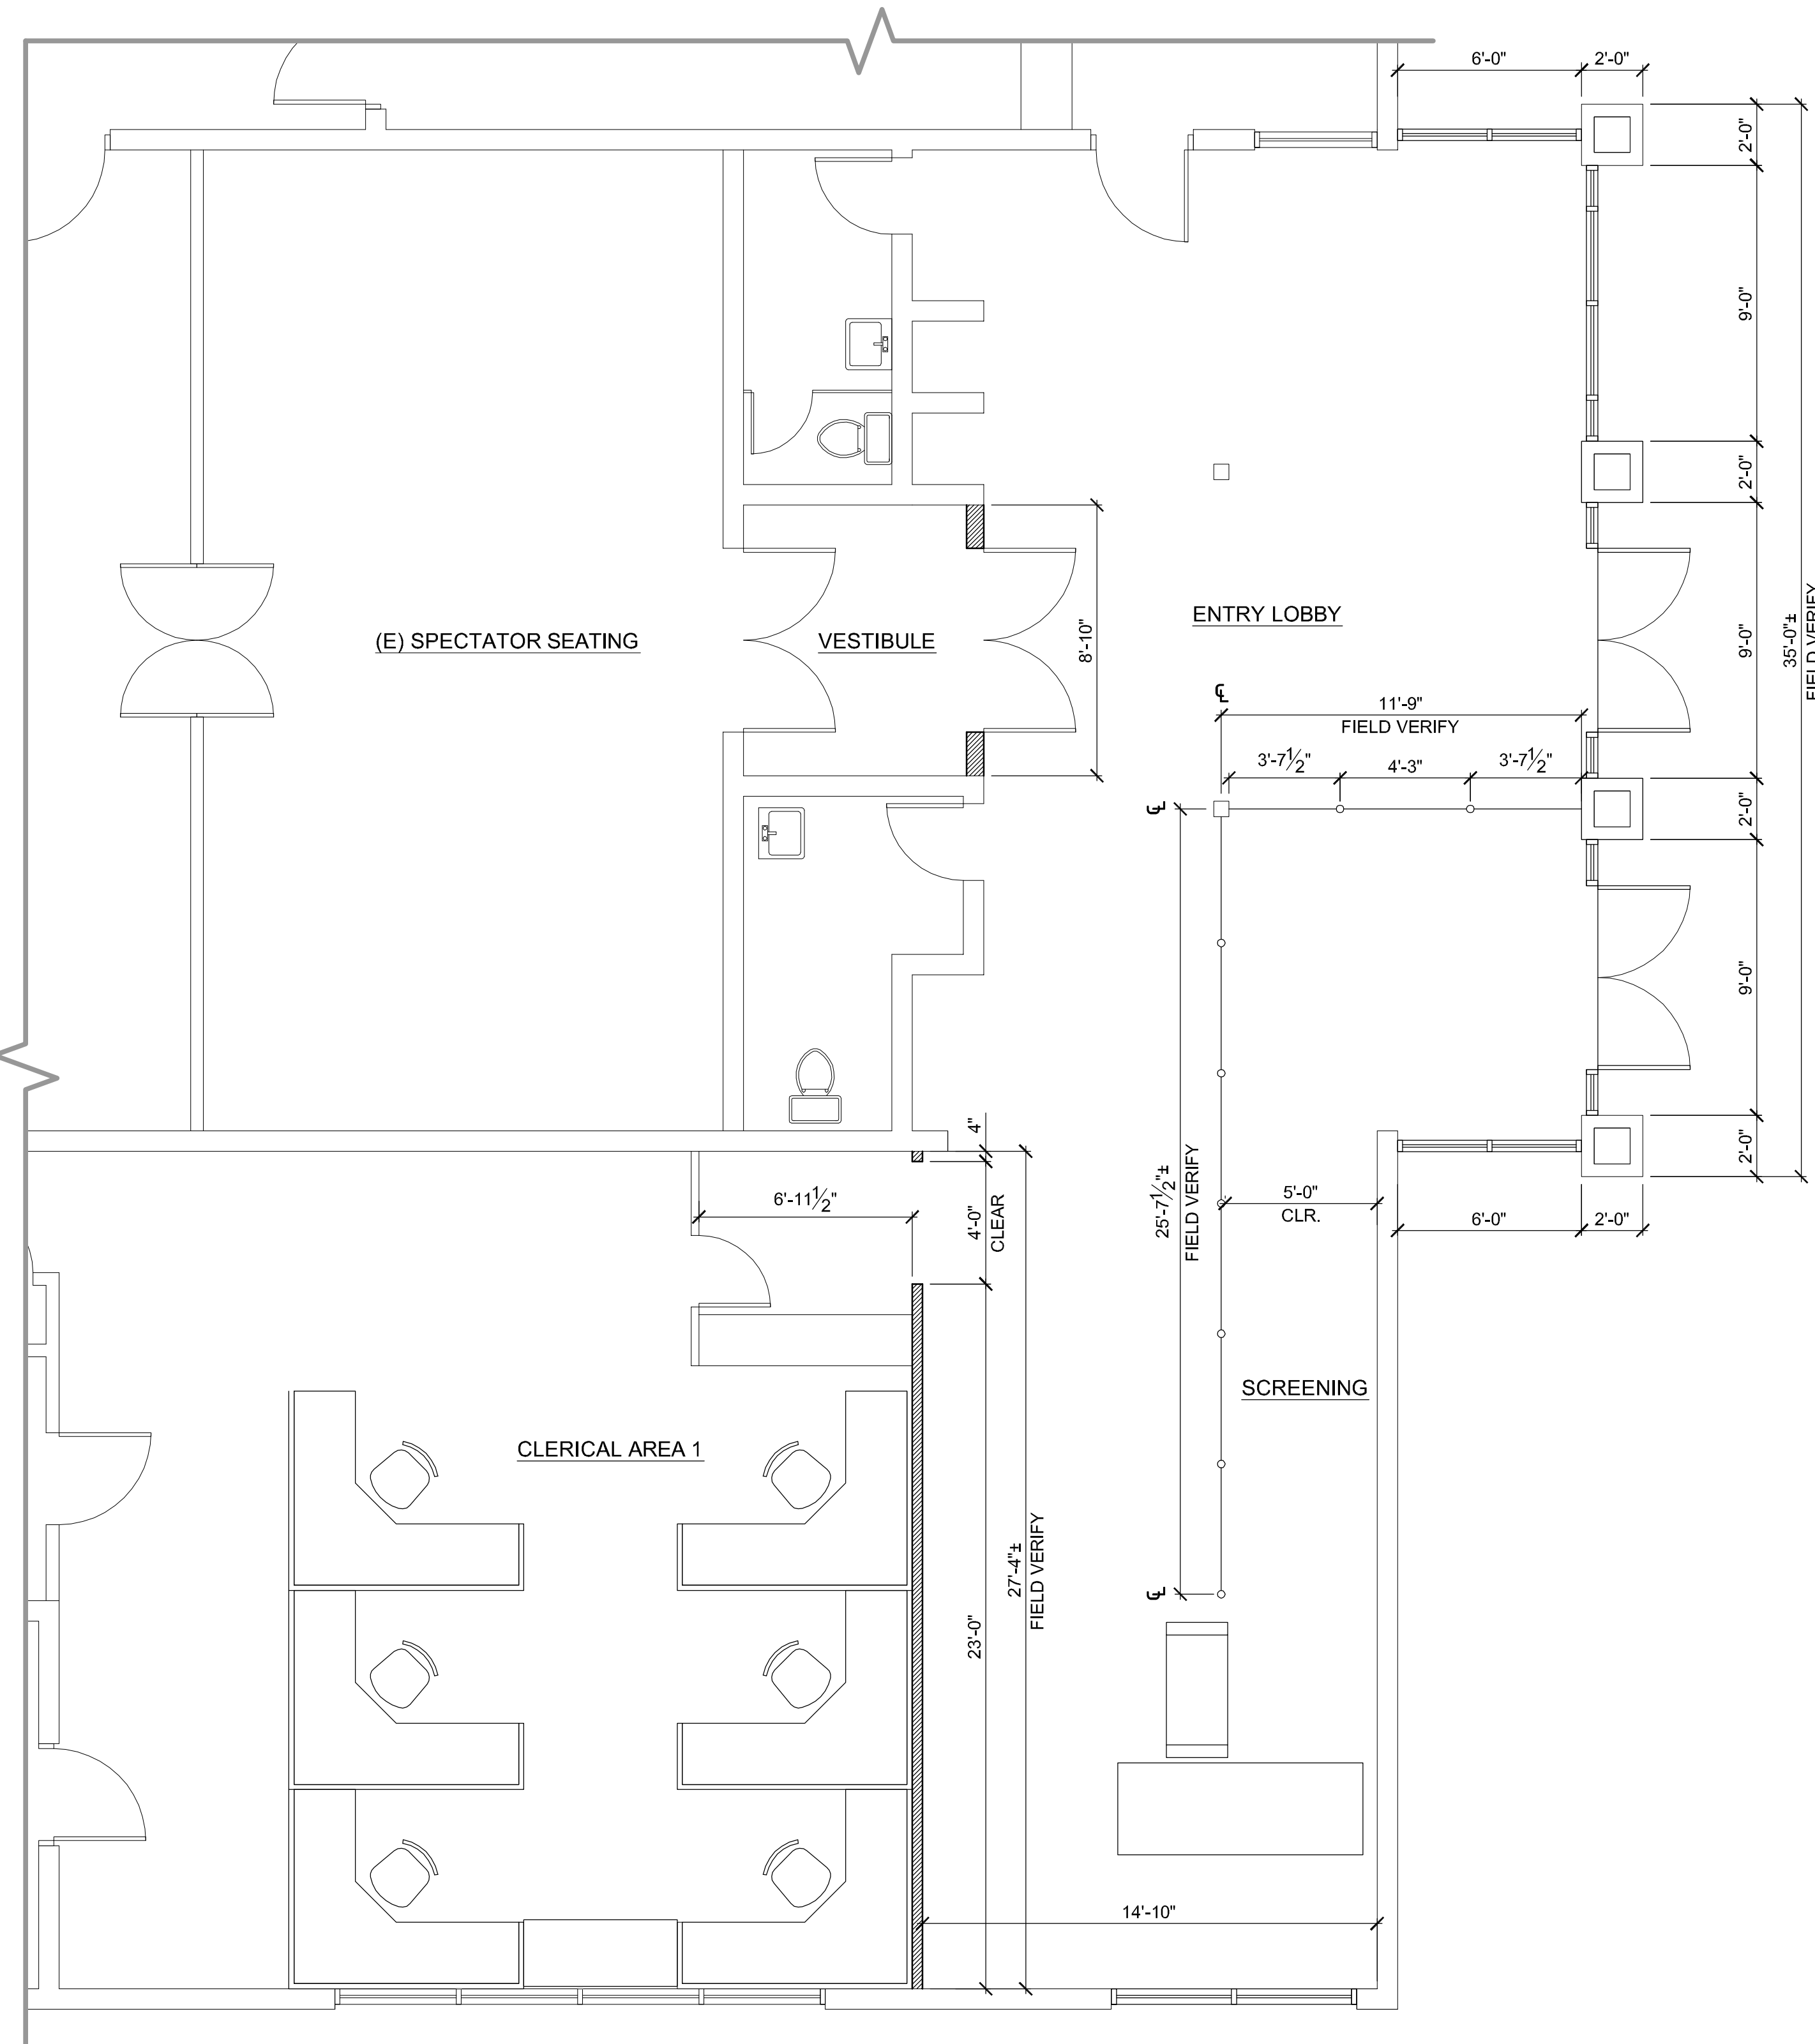 6'-0"
2'-0"
2'-0"
9'-0"
2'-0"
(E) SPECTATOR SEATING
VESTIBULE
8'-10"
ENTRY LOBBY
9'-0"
35'-0"±
FIELD VERIFY
℄
11'-9"
FIELD VERIFY
3'-7½"
4'-3"
3'-7½"
℄
2'-0"
9'-0"
4"
2'-0"
25'-7½"±
FIELD VERIFY
6'-11½"
4'-0"
CLEAR
5'-0"
CLR.
6'-0"
2'-0"
SCREENING
CLERICAL AREA 1
27'-4"±
FIELD VERIFY
℄
23'-0"
14'-10"